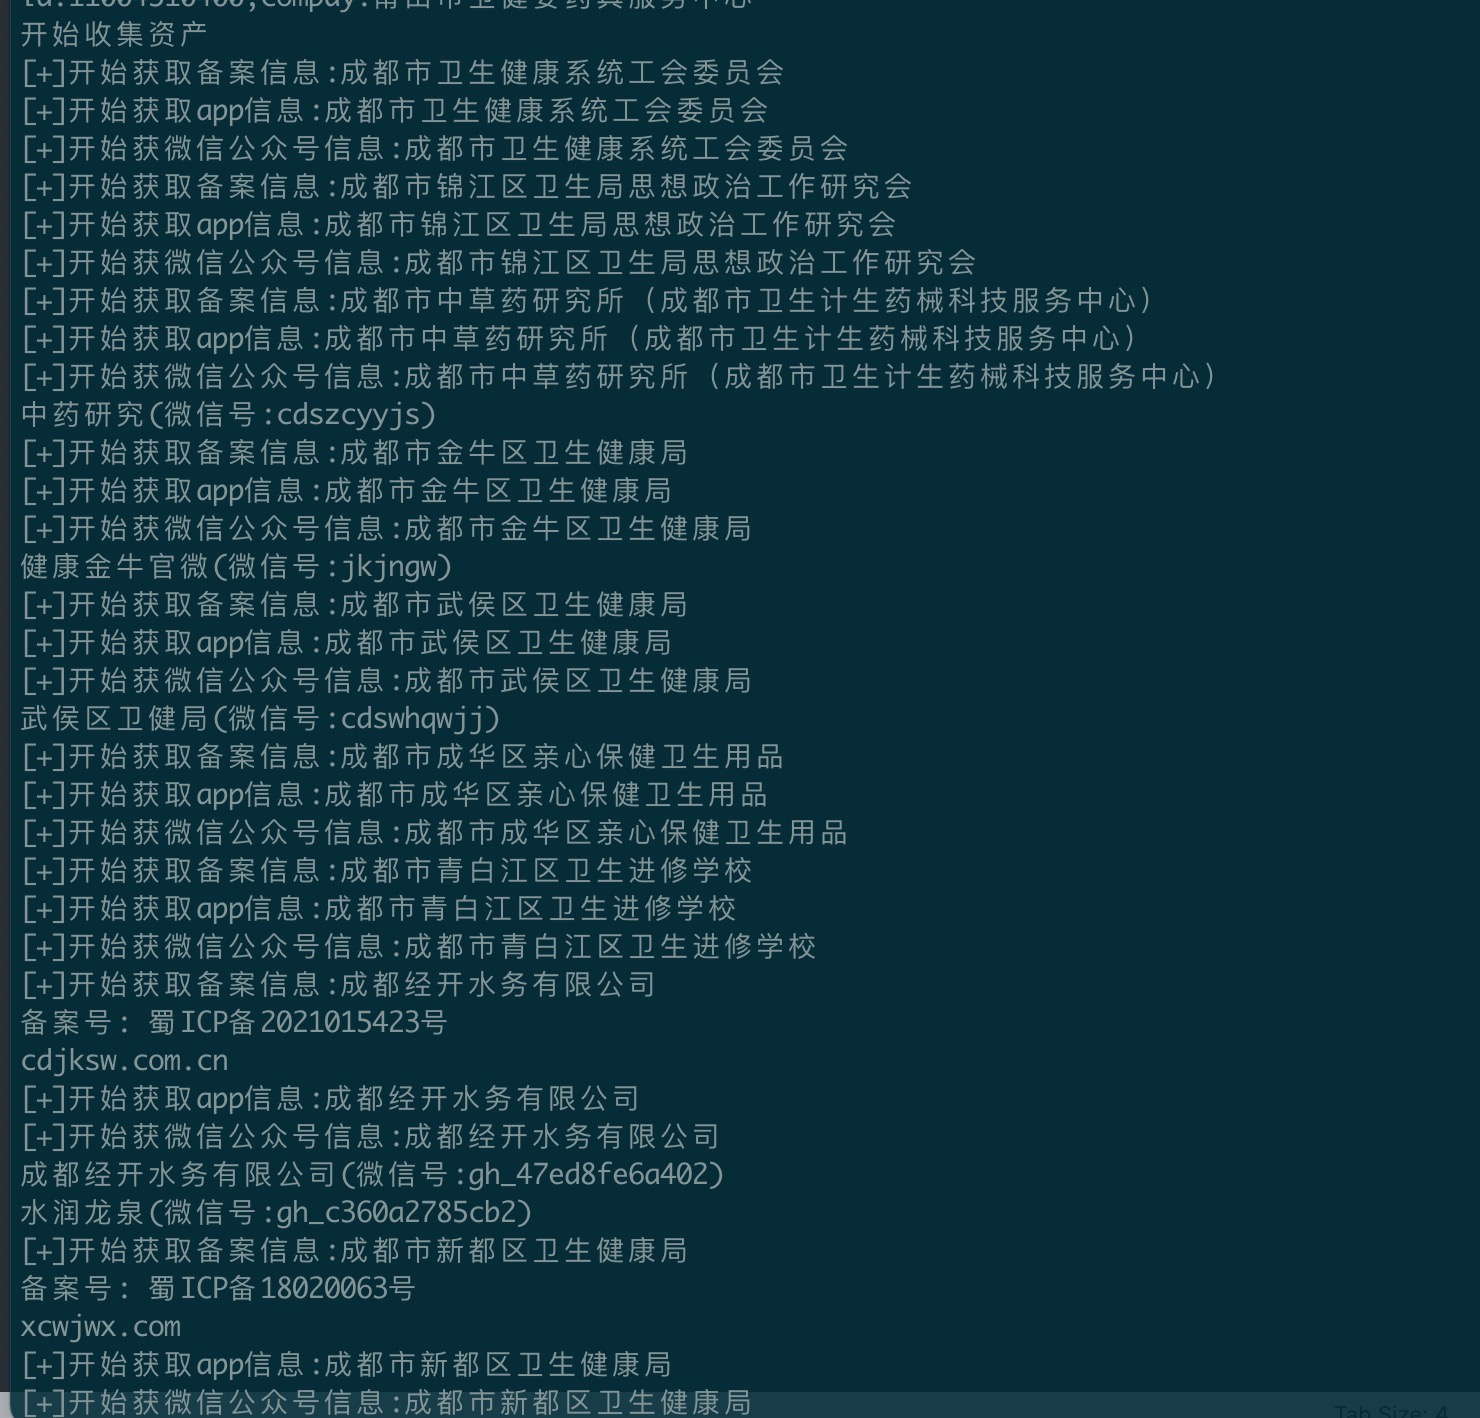 开始收集资产
[+]开始获取备案信息:成都市卫生健康系统工会委员会
[+]开始获取app信息:成都市卫生健康系统工会委员会
[+]开始获微信公众号信息:成都市卫生健康系统工会委员会
[+]开始获取备案信息:成都市锦江区卫生局思想政治工作研究会
[+]开始获取app信息:成都市锦江区卫生局思想政治工作研究会
[+]开始获微信公众号信息:成都市锦江区卫生局思想政治工作研究会
[+]开始获取备案信息:成都市中草药研究所（成都市卫生计生药械科技服务中心）
[+]开始获取app信息:成都市中草药研究所（成都市卫生计生药械科技服务中心）
[+]开始获微信公众号信息:成都市中草药研究所（成都市卫生计生药械科技服务中心）
中药研究(微信号:cdszcyyjs)
[+]开始获取备案信息:成都市金牛区卫生健康局
[+]开始获取app信息:成都市金牛区卫生健康局
[+]开始获微信公众号信息:成都市金牛区卫生健康局
健康金牛官微(微信号:jkjngw)
[+]开始获取备案信息:成都市武侯区卫生健康局
[+]开始获取app信息:成都市武侯区卫生健康局
[+]开始获微信公众号信息:成都市武侯区卫生健康局
武侯区卫健局(微信号:cdswhqwjj)
[+]开始获取备案信息:成都市成华区亲心保健卫生用品
[+]开始获取app信息:成都市成华区亲心保健卫生用品
[+]开始获微信公众号信息:成都市成华区亲心保健卫生用品
[+]开始获取备案信息:成都市青白江区卫生进修学校
[+]开始获取app信息:成都市青白江区卫生进修学校
[+]开始获微信公众号信息:成都市青白江区卫生进修学校
[+]开始获取备案信息:成都经开水务有限公司
备案号: 蜀ICP备2021015423号
cdjksw.com.cn
[+]开始获取app信息:成都经开水务有限公司
[+]开始获微信公众号信息:成都经开水务有限公司
成都经开水务有限公司(微信号:gh_47ed8fe6a402)
水润龙泉(微信号:gh_c360a2785cb2)
[+]开始获取备案信息:成都市新都区卫生健康局
备案号: 蜀ICP备18020063号
xcwjwx.com
[+]开始获取app信息:成都市新都区卫生健康局
[+]开始获微信公众号信息:成都市新都区卫生健康局
Tab Size: 4